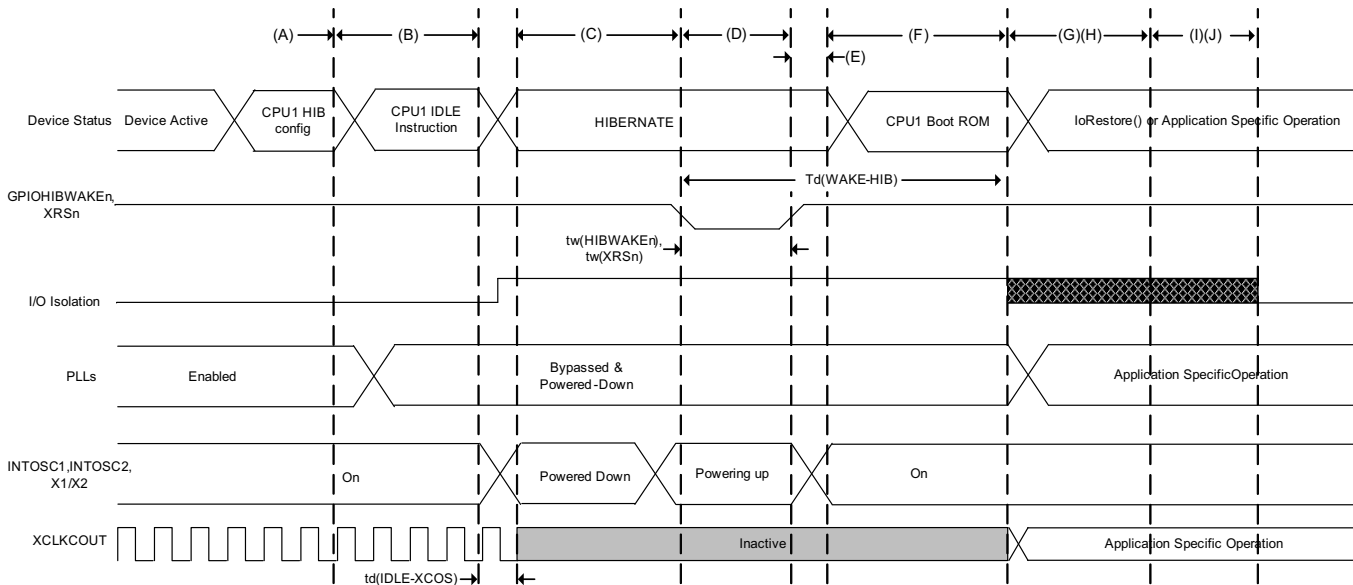 (A)
(B)
(C)
(D)
(E)
(F)
(G)(H)
(I)(J)
Device Status
Device Active
CPU1 HIB
config
CPU1 IDLE
Instruction
HIBERNATE
CPU1 Boot ROM
IoRestore() or Application Specific Operation
Td(WAKE-HIB)
GPIOHIBWAKEn,
XRSn
tw(HIBWAKEn),
tw(XRSn)
I/O Isolation
PLLs
Enabled
Bypassed &
Powered-Down
Application SpecificOperation
INTOSC1,INTOSC2,
X1/X2
On
Powered Down
Powering up
On
XCLKCOUT
Inactive
Application Specific Operation
td(IDLE-XCOS)